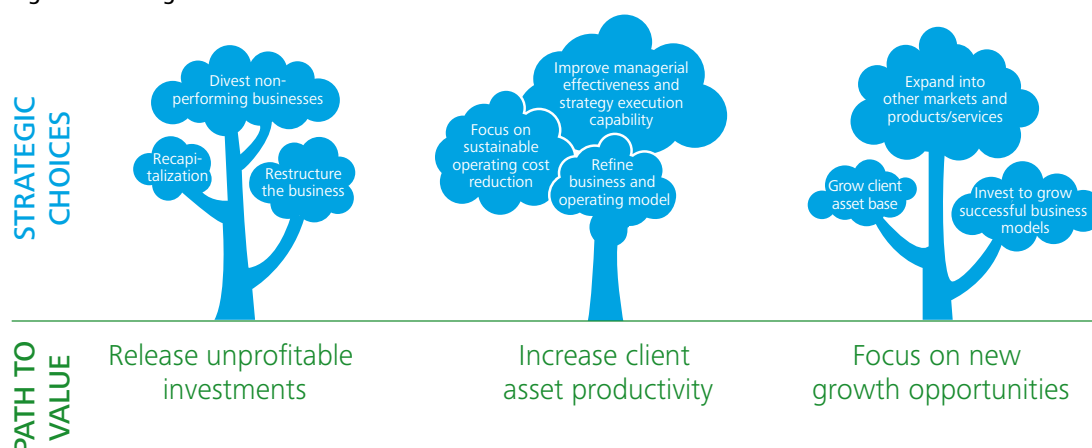 STRATEGIC
CHOICES
Divest non-
performing businesses
Recapi-
talization
Restructure
the business
Improve managerial
effectiveness and
strategy execution
capability
Focus on
sustainable
operating cost
reduction
Refine
business and
operating model
Expand into
other markets and
products/services
Grow client
asset base
Invest to grow
successful business
models
PATH TO
VALUE
Release unprofitable
investments
Increase client
asset productivity
Focus on new
growth opportunities